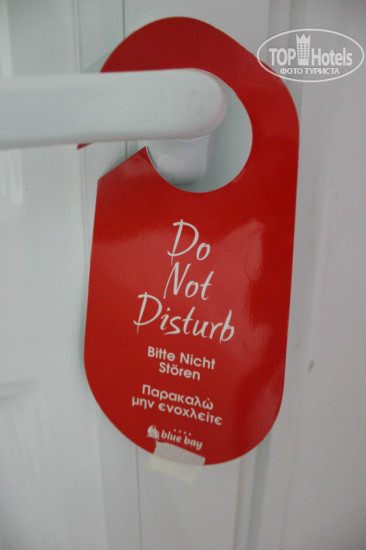 TOP Hotels
ФОТО ТУРИСТА
Do
Not
Disturb
Bitte Nicht
Stören
Παρακαλώ
μην ενοχλείτε
blue bay